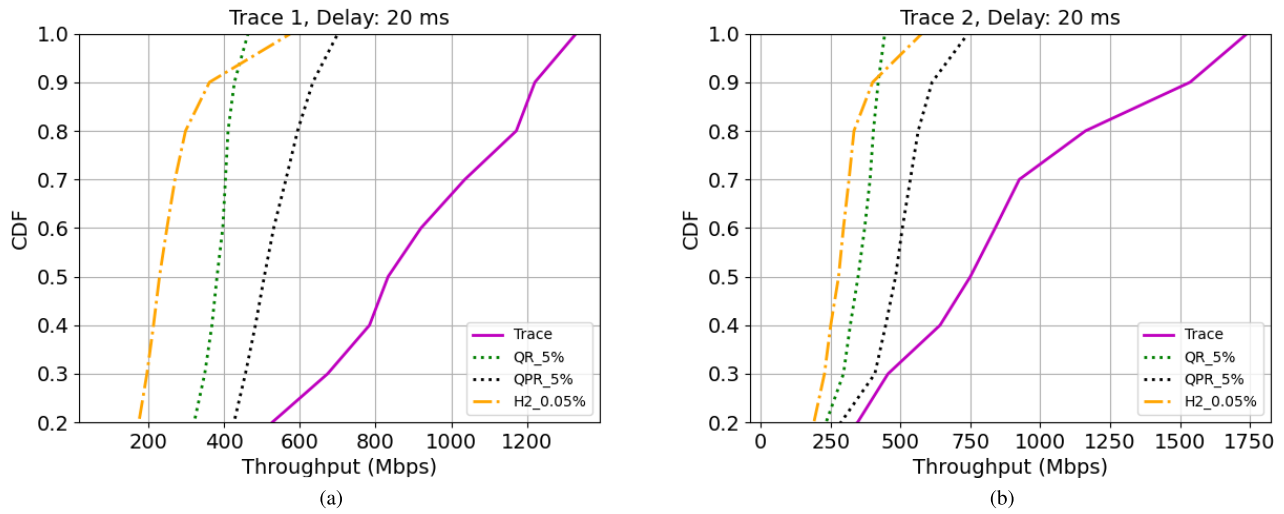 Trace 1, Delay: 20 ms
1.0
0.9
0.8
0.7
0.6
0.5
0.4
0.3
0.2
CDF
Trace
QR_5%
QPR_5%
H2_0.05%
200 400 600 800 1000 1200
Throughput (Mbps)
(a)
Trace 2, Delay: 20 ms
1.0
0.9
0.8
0.7
0.6
0.5
0.4
0.3
0.2
CDF
Trace
QR_5%
QPR_5%
H2_0.05%
0 250 500 750 1000 1250 1500 1750
Throughput (Mbps)
(b)